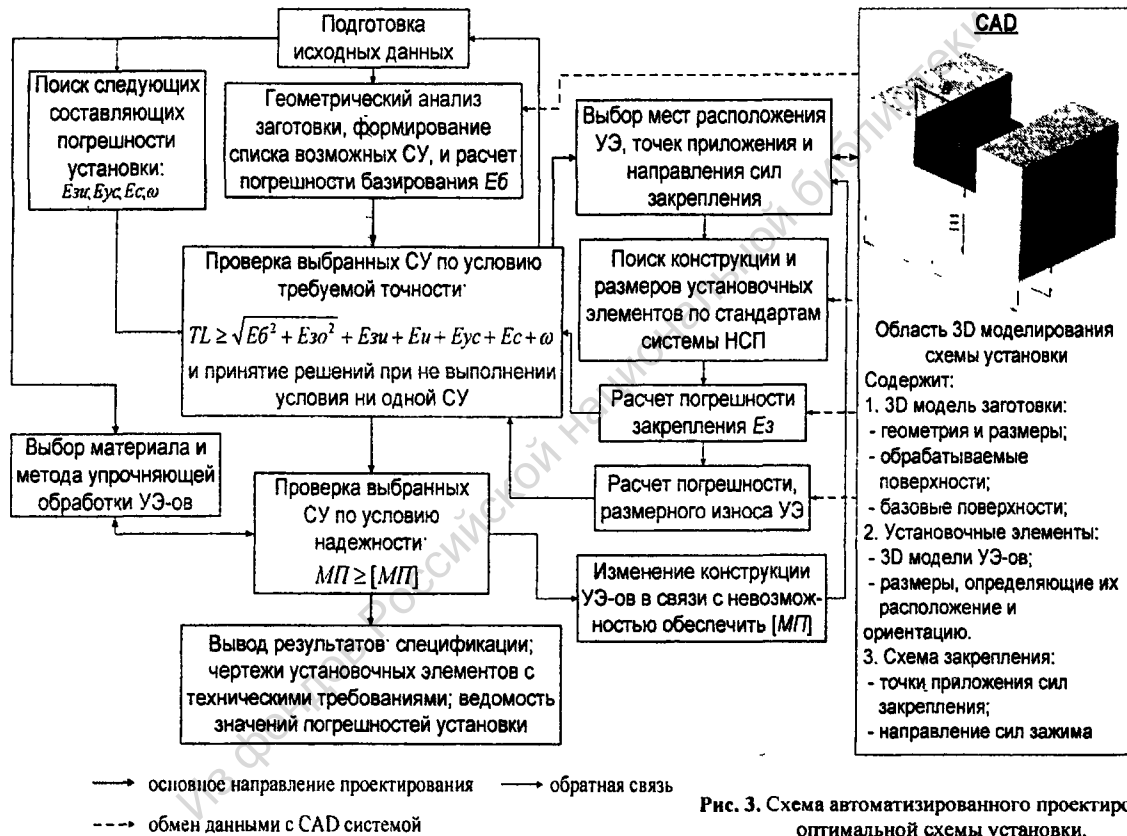 Подготовка
исходных данных
Поиск следующих
составляющих
погрешности
установки:
Eзи, Eус, Eс, ω
Геометрический анализ
заготовки, формирование
списка возможных СУ, и расчет
погрешности базирования Eб
Проверка выбранных СУ по условию
требуемой точности:
TL ≥ √(Eб² + Eзо²) + Eзи + Eи + Eус + Eс + ω
и принятие решений при не выполнении
условия ни одной СУ
Выбор материала и
метода упрочняющей
обработки УЭ-ов
Проверка выбранных
СУ по условию
надежности:
МП ≥ [МП]
Вывод результатов: спецификации;
чертежи установочных элементов с
техническими требованиями; ведомость
значений погрешностей установки
Выбор мест расположения
УЭ, точек приложения и
направления сил
закрепления
Поиск конструкции и
размеров установочных
элементов по стандартам
системы НСП
Расчет погрешности
закрепления Eз
Расчет погрешности,
размерного износа УЭ
Изменение конструкции
УЭ-ов в связи с невозмож-
ностью обеспечить [МП]
CAD
Область 3D моделирования
схемы установки
Содержит:
1. 3D модель заготовки:
- геометрия и размеры;
- обрабатываемые
поверхности;
- базовые поверхности;
2. Установочные элементы:
- 3D модели УЭ-ов;
- размеры, определяющие их
расположение и
ориентацию.
3. Схема закрепления:
- точки приложения сил
закрепления;
- направление сил зажима
основное направление проектирования
обратная связь
обмен данными с CAD системой
Рис. 3. Схема автоматизированного проектиро
оптимальной схемы установки.
Из фондов Российской национальной библиотеки